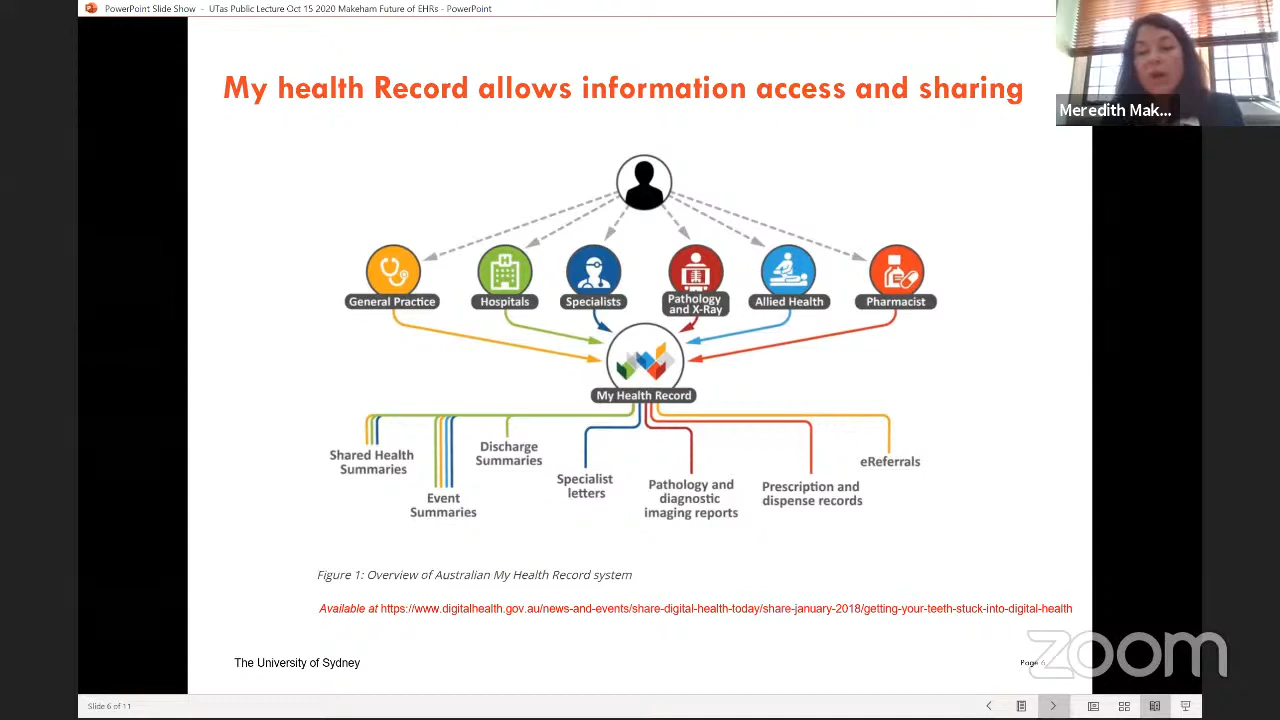 PowerPoint Slide Show - UTas Public Lecture Oct 15 2020 Makeham Future of EHRs - PowerPoint
My health Record allows information access and sharing
Meredith Mak...
General Practice
Hospitals
Specialists
Pathology
and X-Ray
Allied Health
Pharmacist
My Health Record
Shared Health
Summaries
Event
Summaries
Discharge
Summaries
Specialist
letters
Pathology and
diagnostic
imaging reports
Prescription and
dispense records
eReferrals
Figure 1: Overview of Australian My Health Record system
Available at https://www.digitalhealth.gov.au/news-and-events/share-digital-health-today/share-january-2018/getting-your-teeth-stuck-into-digital-health
The University of Sydney
Page 6
zoom
Slide 6 of 11